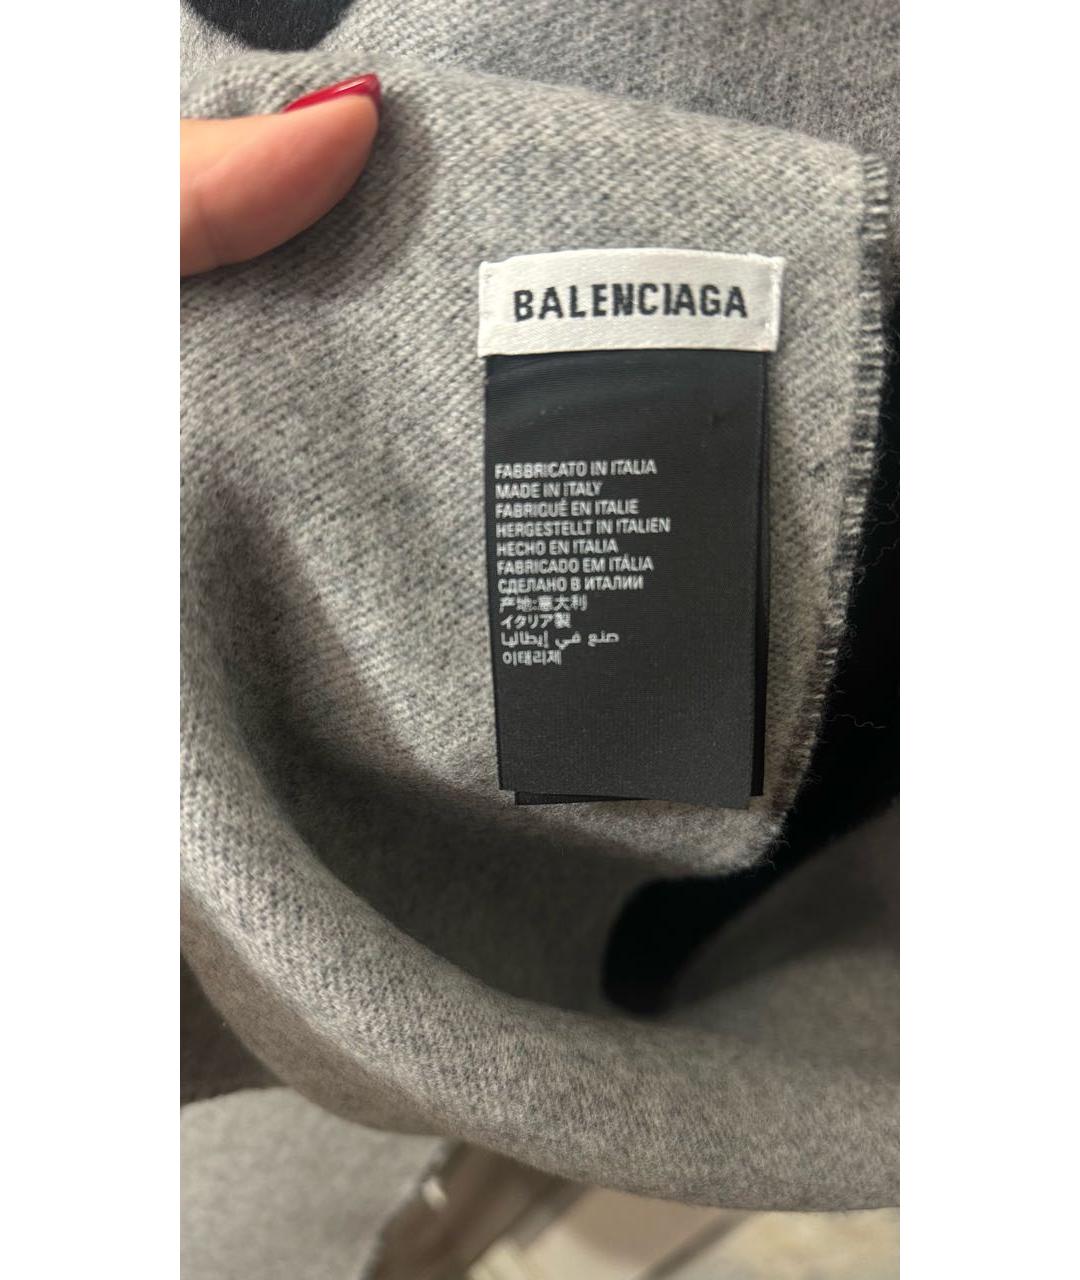 BALENCIAGA
FABBRICATO IN ITALIA
MADE IN ITALY
FABRIQUÉ EN ITALIE
HERGESTELLT IN ITALIEN
HECHO EN ITALIA
FABRICADO EM ITÁLIA
СДЕЛАНО В ИТАЛИИ
产地:意大利
イタリア製
صنع في إيطاليا
이태리제